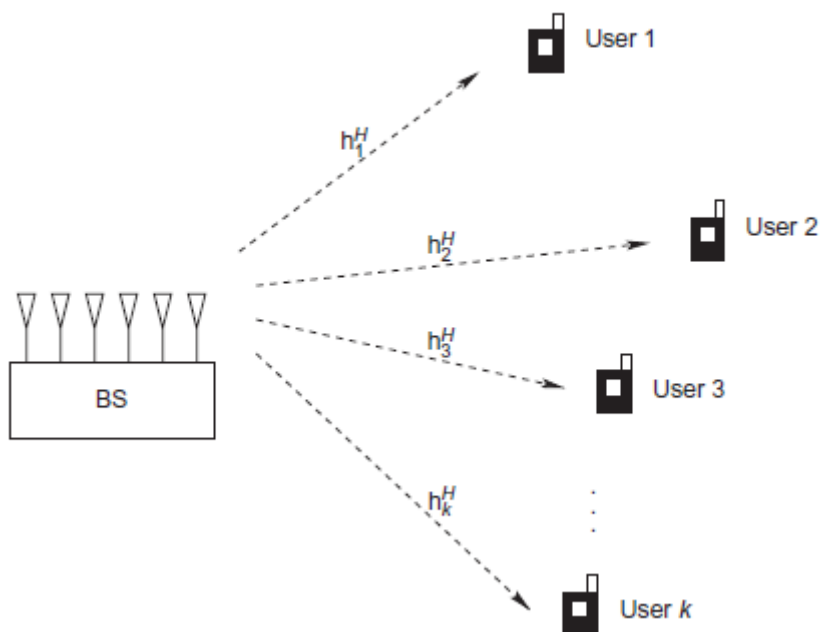 User 1
h₁ᴴ
User 2
h₂ᴴ
h₃ᴴ
BS
User 3
hₖᴴ
User k